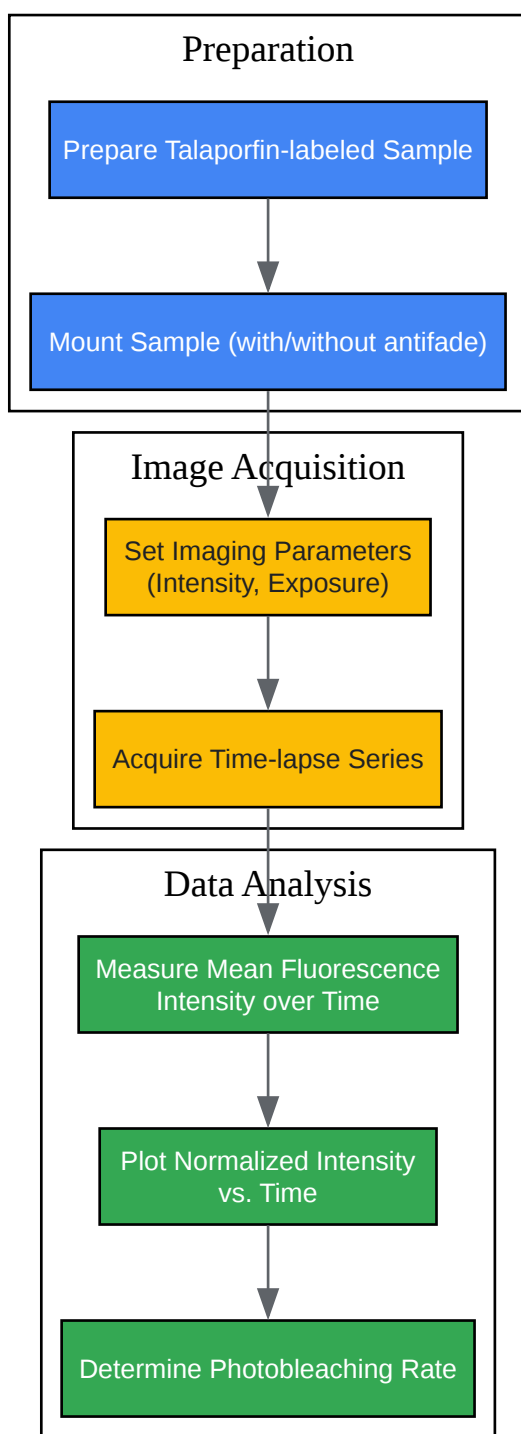 Preparation
Prepare Talaporfin-labeled Sample
Mount Sample (with/without antifade)
Image Acquisition
Set Imaging Parameters
(Intensity, Exposure)
Acquire Time-lapse Series
Data Analysis
Measure Mean Fluorescence
Intensity over Time
Plot Normalized Intensity
vs. Time
Determine Photobleaching Rate